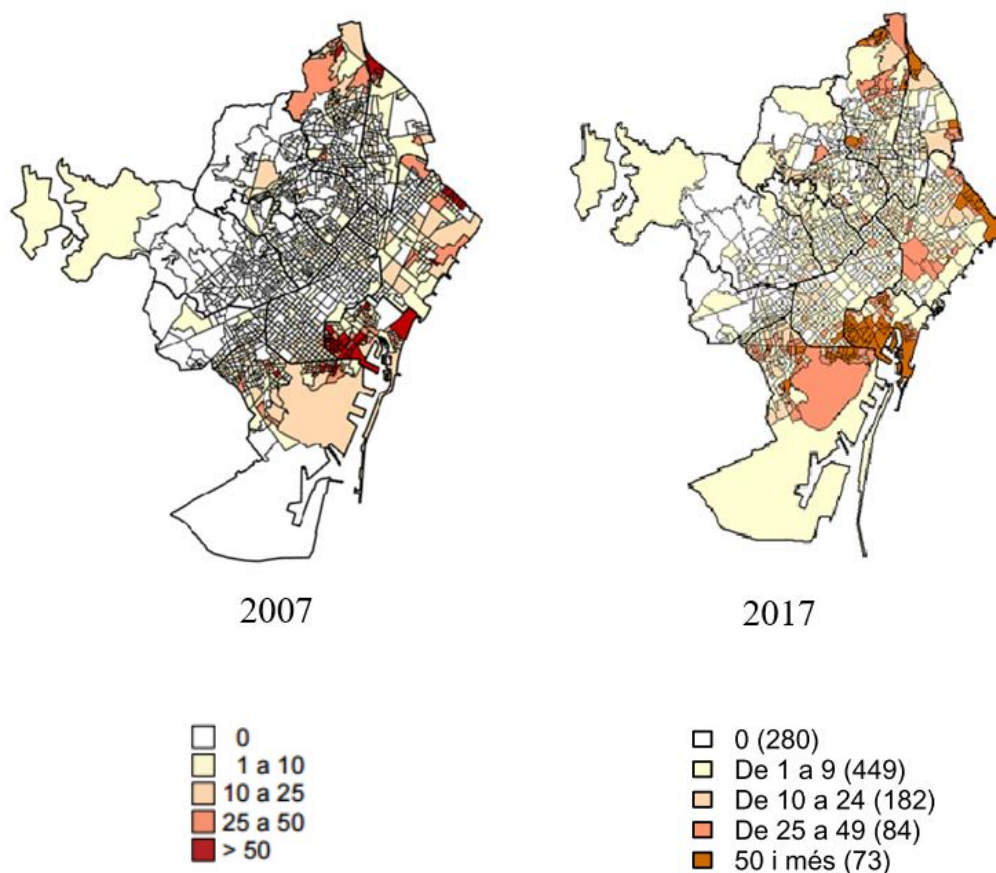 2007
2017
0
1 a 10
10 a 25
25 a 50
> 50
0 (280)
De 1 a 9 (449)
De 10 a 24 (182)
De 25 a 49 (84)
50 i més (73)